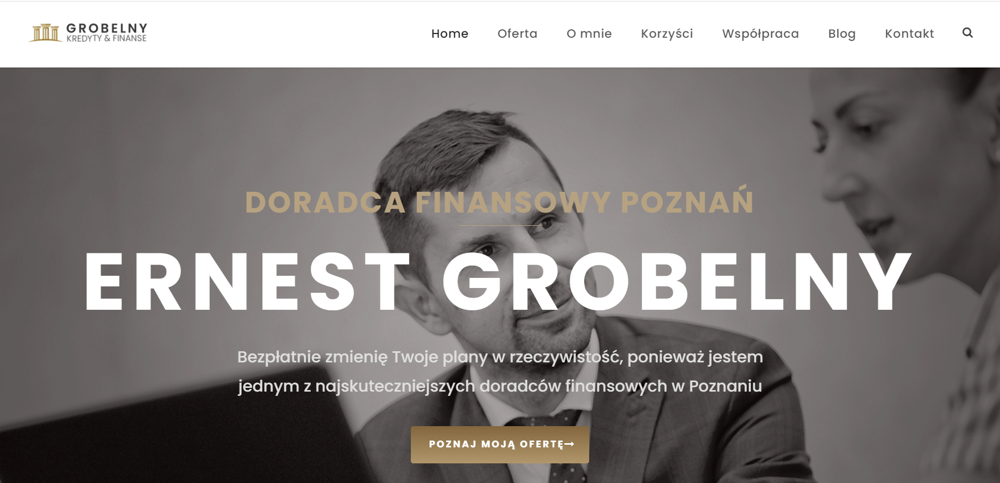 GROBELNY
KREDYTY & FINANSE
Home Oferta O mnie Korzyści Współpraca Blog Kontakt
DORADCA FINANSOWY POZNAŃ
ERNEST GROBELNY
Bezpłatnie zmienię Twoje plany w rzeczywistość, ponieważ jestem
jednym z najskuteczniejszych doradców finansowych w Poznaniu
POZNAJ MOJĄ OFERTĘ→